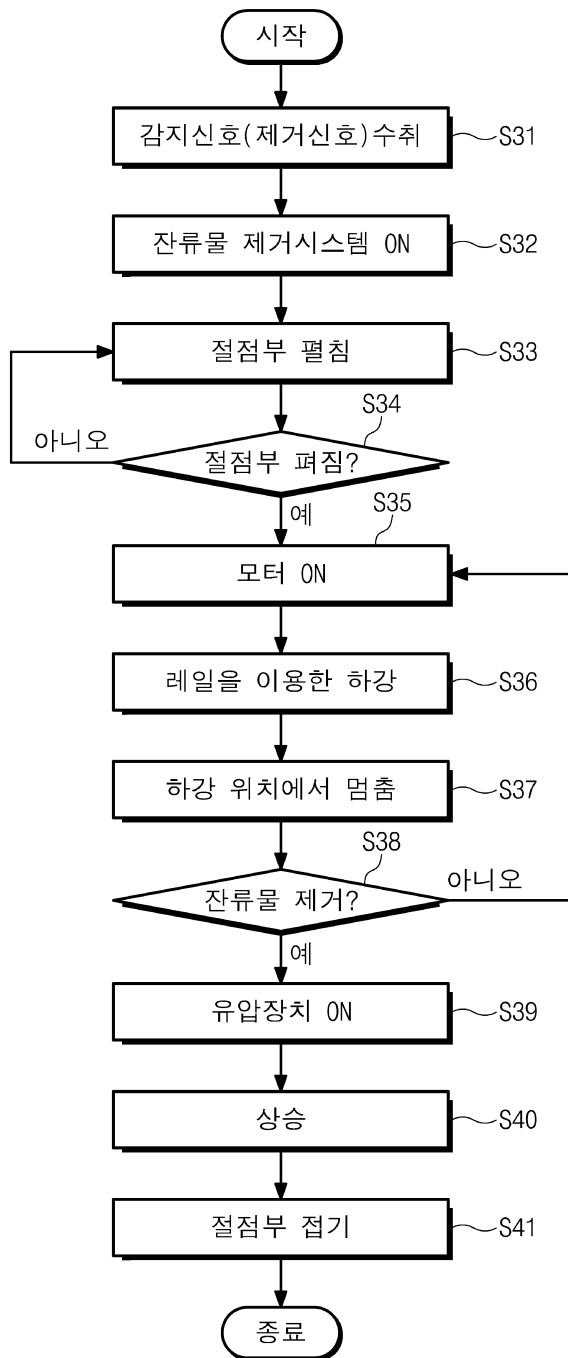 시작
감지신호(제거신호)수취
S31
잔류물 제거시스템 ON
S32
절점부 펼침
S33
S34
아니오
절점부 펴짐?
예
S35
모터 ON
레일을 이용한 하강
S36
하강 위치에서 멈춤
S37
S38
아니오
잔류물 제거?
예
유압장치 ON
S39
상승
S40
절점부 접기
S41
종료